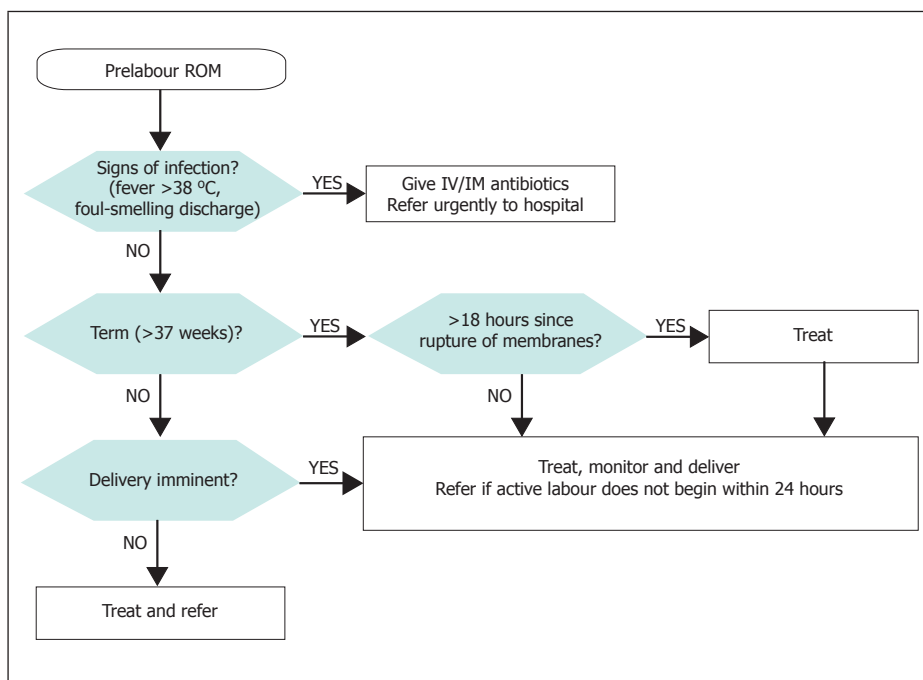 Prelabour ROM
Signs of infection?
(fever >38 ⁰C,
foul-smelling discharge)
YES
Give IV/IM antibiotics
Refer urgently to hospital
NO
Term (>37 weeks)?
YES
>18 hours since
rupture of membranes?
YES
Treat
NO
NO
Delivery imminent?
YES
Treat, monitor and deliver
Refer if active labour does not begin within 24 hours
NO
Treat and refer